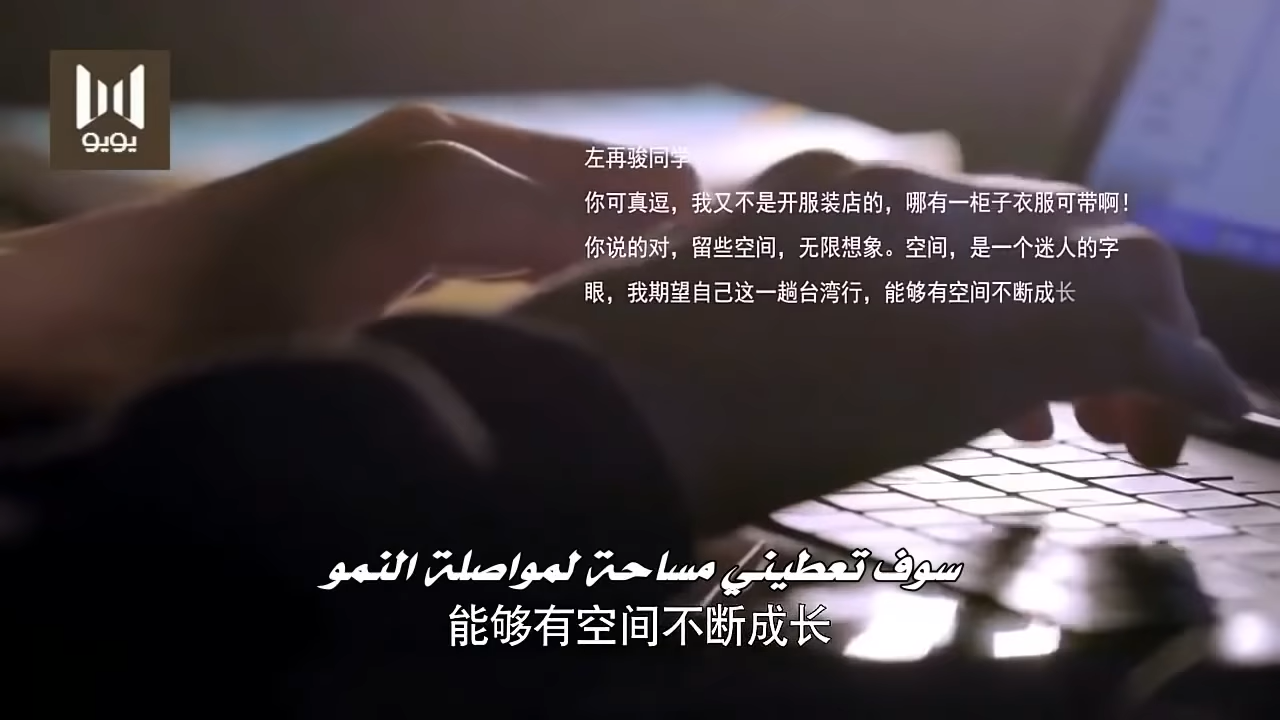 يويو
左再骏同学
你可真逗，我又不是开服装店的，哪有一柜子衣服可带啊！
你说的对，留些空间，无限想象。空间，是一个迷人的字
眼，我期望自己这一趟台湾行，能够有空间不断成长
سوف تعطيني مساحة لمواصلة النمو
能够有空间不断成长